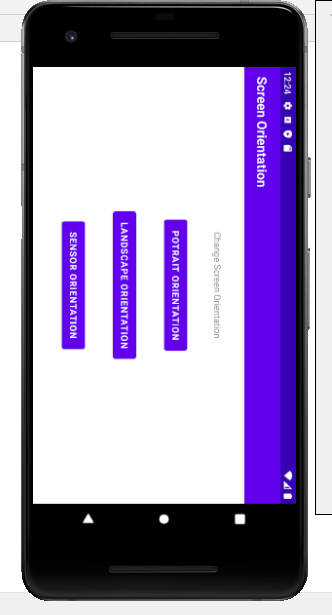 12:24
Screen Orientation
Change Screen Orientation
POTRAIT ORIENTATION
LANDSCAPE ORIENTATION
SENSOR ORIENTATION